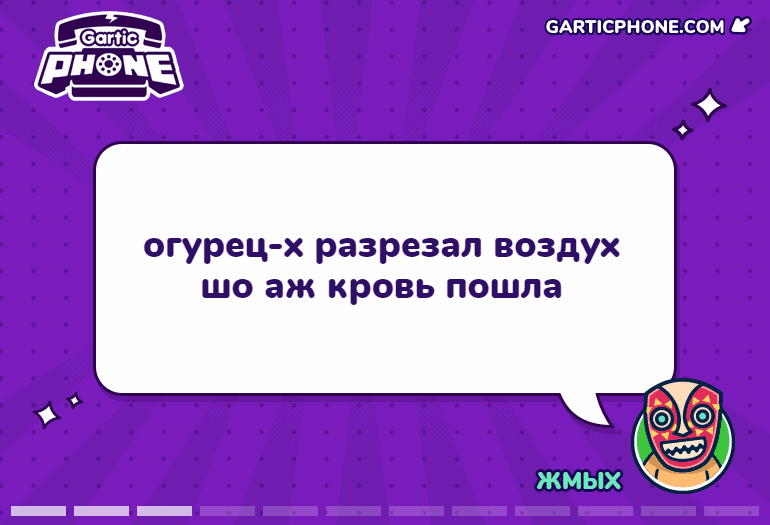 Gartic
PHONE
GARTICPHONE.COM
огурец-х разрезал воздух
шо аж кровь пошла
жмых